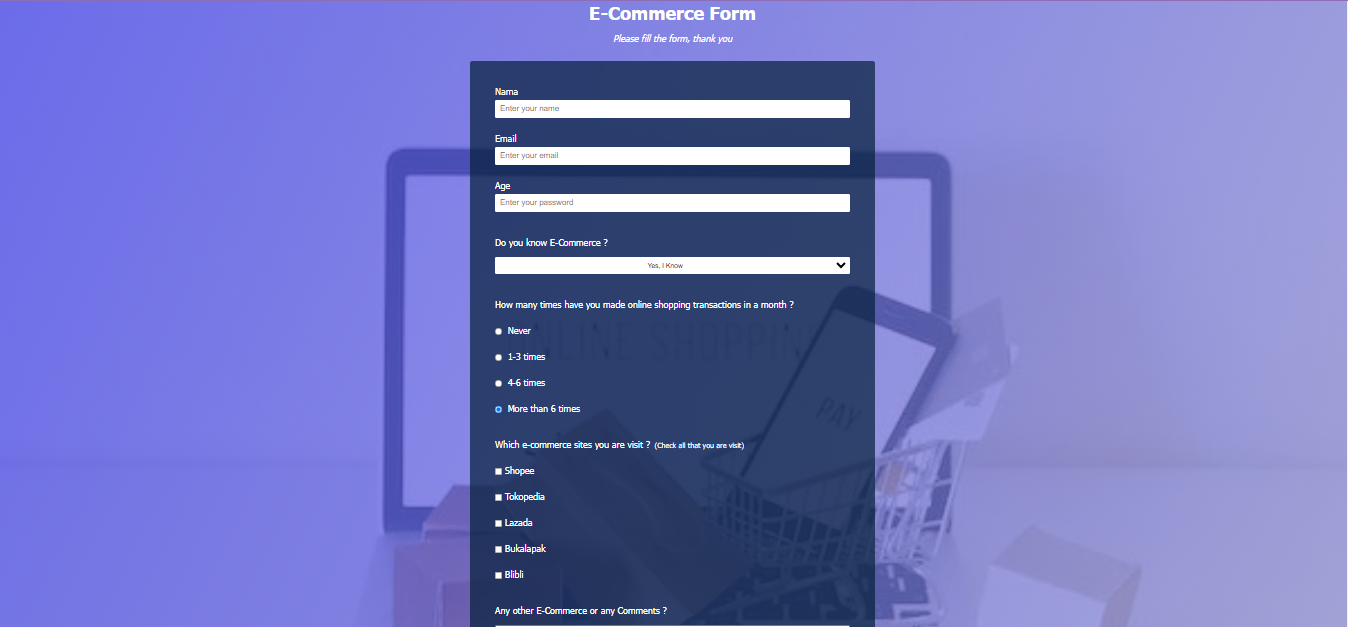 E-Commerce Form
Please fill the form, thank you
Nama
Enter your name
Email
Enter your email
Age
Enter your password
Do you know E-Commerce ?
Yes, I Know
How many times have you made online shopping transactions in a month ?
Never
ONLINE SHOPPING
1-3 times
4-6 times
More than 6 times
PAY
Which e-commerce sites you are visit ? (Check all that you are visit)
Shopee
Tokopedia
Lazada
Bukalapak
Blibli
Any other E-Commerce or any Comments ?